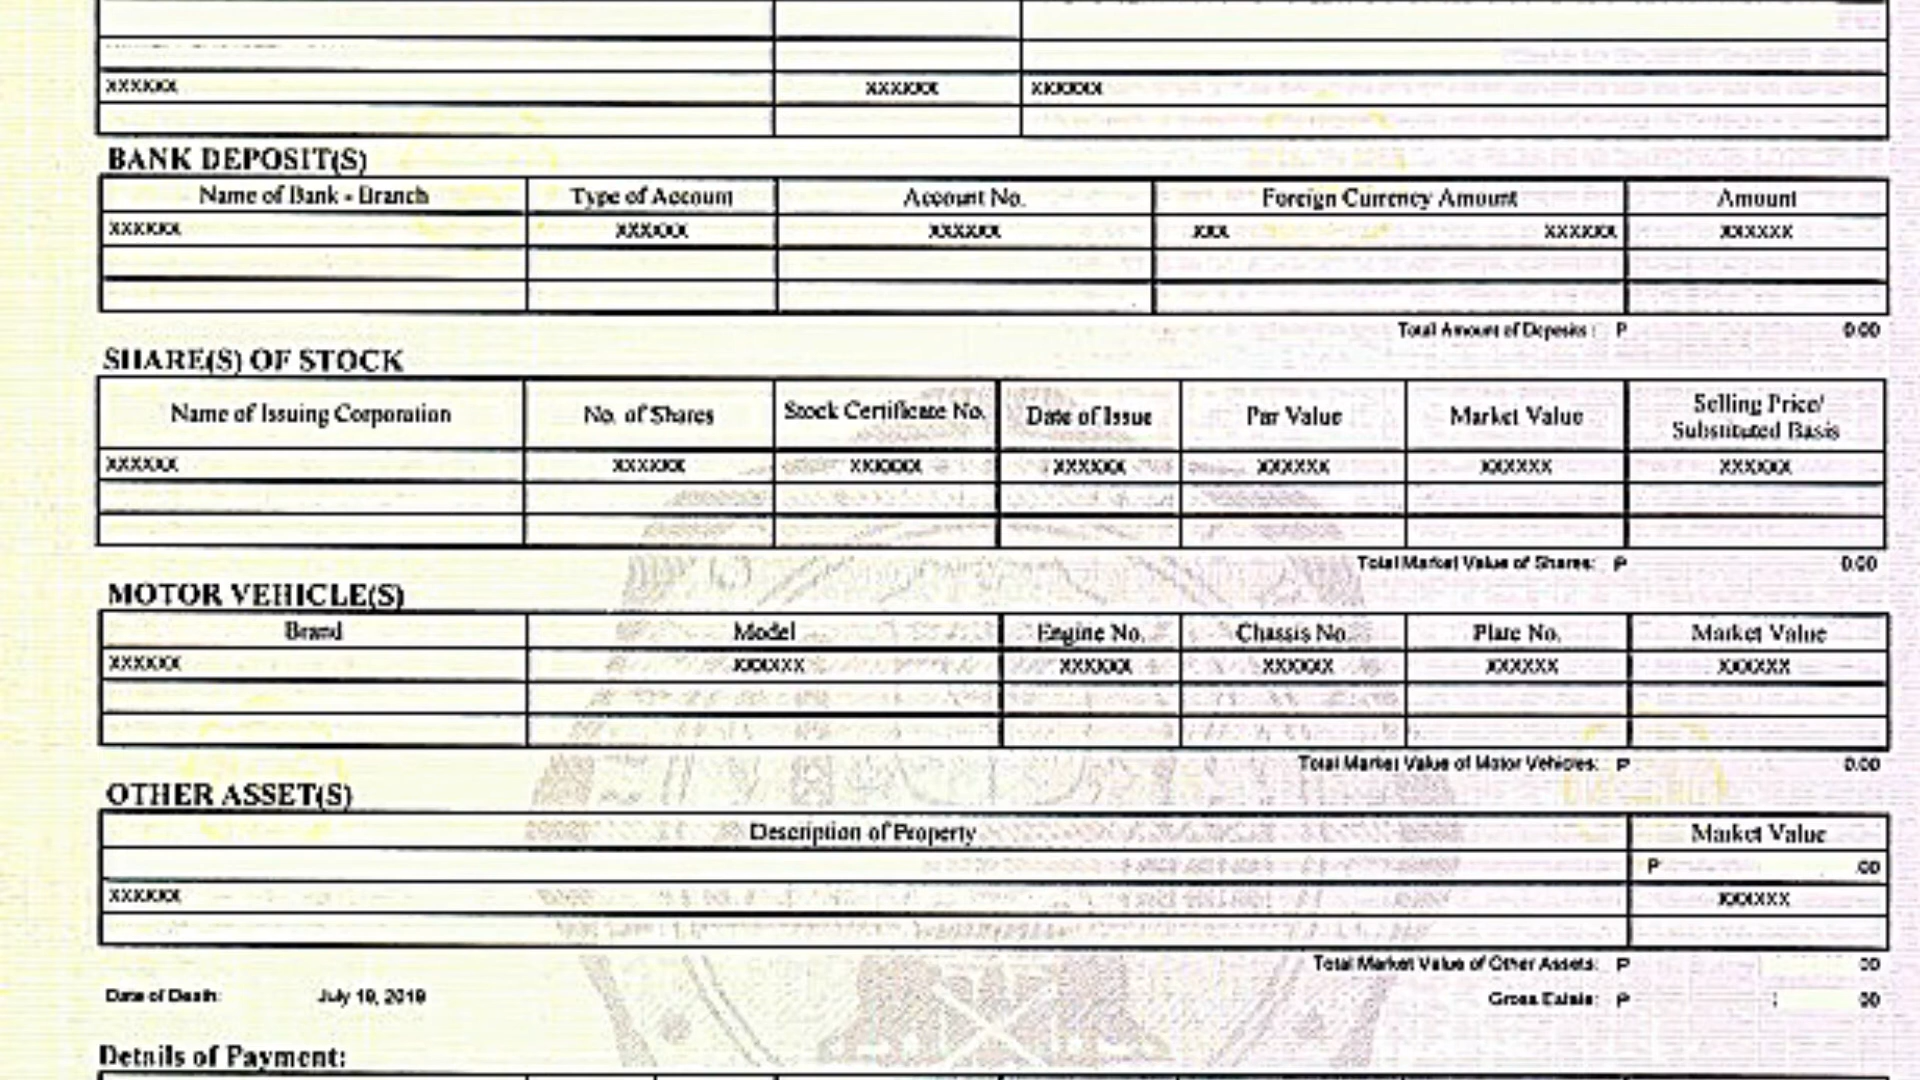 XXXXXX XXXXXX XXXXXX
BANK DEPOSIT(S)
Name of Bank - Branch Type of Account Account No. Foreign Currency Amount Amount
XXXXXX XXXXXX XXXXXX XXX XXXXXX XXXXXX
Total Amount of Deposits : P 0.00
SHARE(S) OF STOCK
Name of Issuing Corporation No. of Shares Stock Certificate No. Date of Issue Par Value Market Value Selling Price/
Substituted Basis
XXXXXX XXXXXX XXXXXX XXXXXX XXXXXX XXXXXX XXXXXX
Total Market Value of Shares: P 0.00
MOTOR VEHICLE(S)
Brand Model Engine No. Chassis No. Plate No. Market Value
XXXXXX XXXXXX XXXXXX XXXXXX XXXXXX XXXXXX
Total Market Value of Motor Vehicles: P 0.00
OTHER ASSET(S)
Description of Property Market Value
P .00
XXXXXX XXXXXX
Total Market Value of Other Assets: P 00
Date of Death: July 19, 2019 Gross Estate: P 00
Details of Payment: